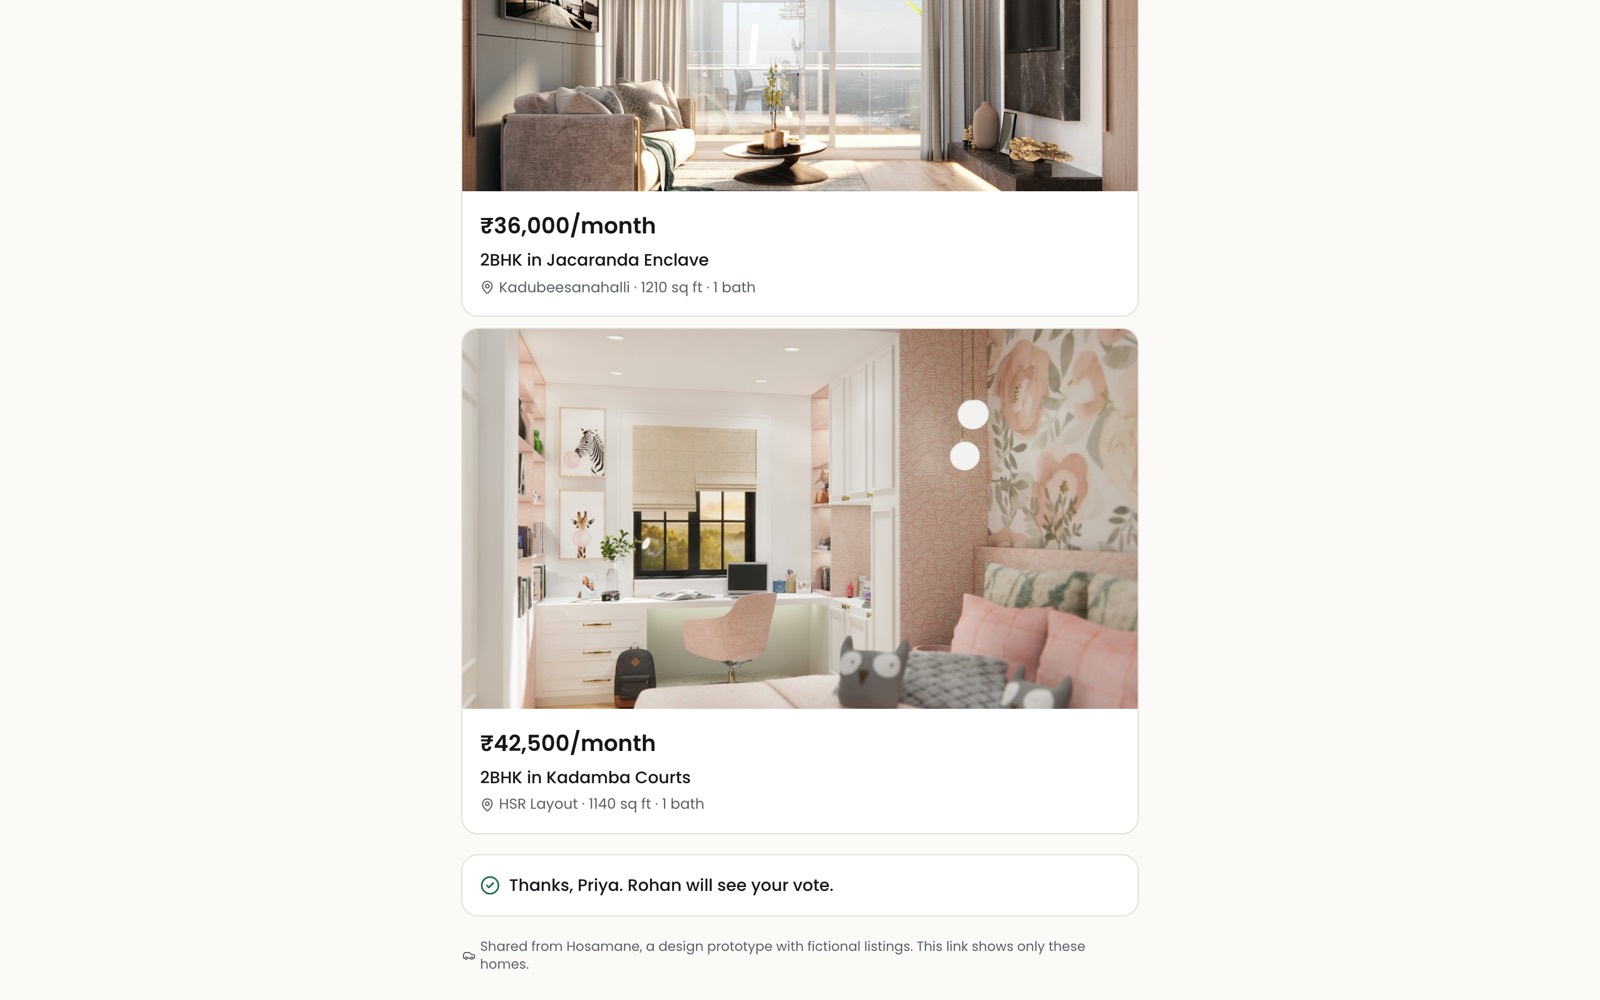 ₹36,000/month
2BHK in Jacaranda Enclave
Kadubeesanahalli · 1210 sq ft · 1 bath
₹42,500/month
2BHK in Kadamba Courts
HSR Layout · 1140 sq ft · 1 bath
Thanks, Priya. Rohan will see your vote.
Shared from Hosamane, a design prototype with fictional listings. This link shows only these
homes.